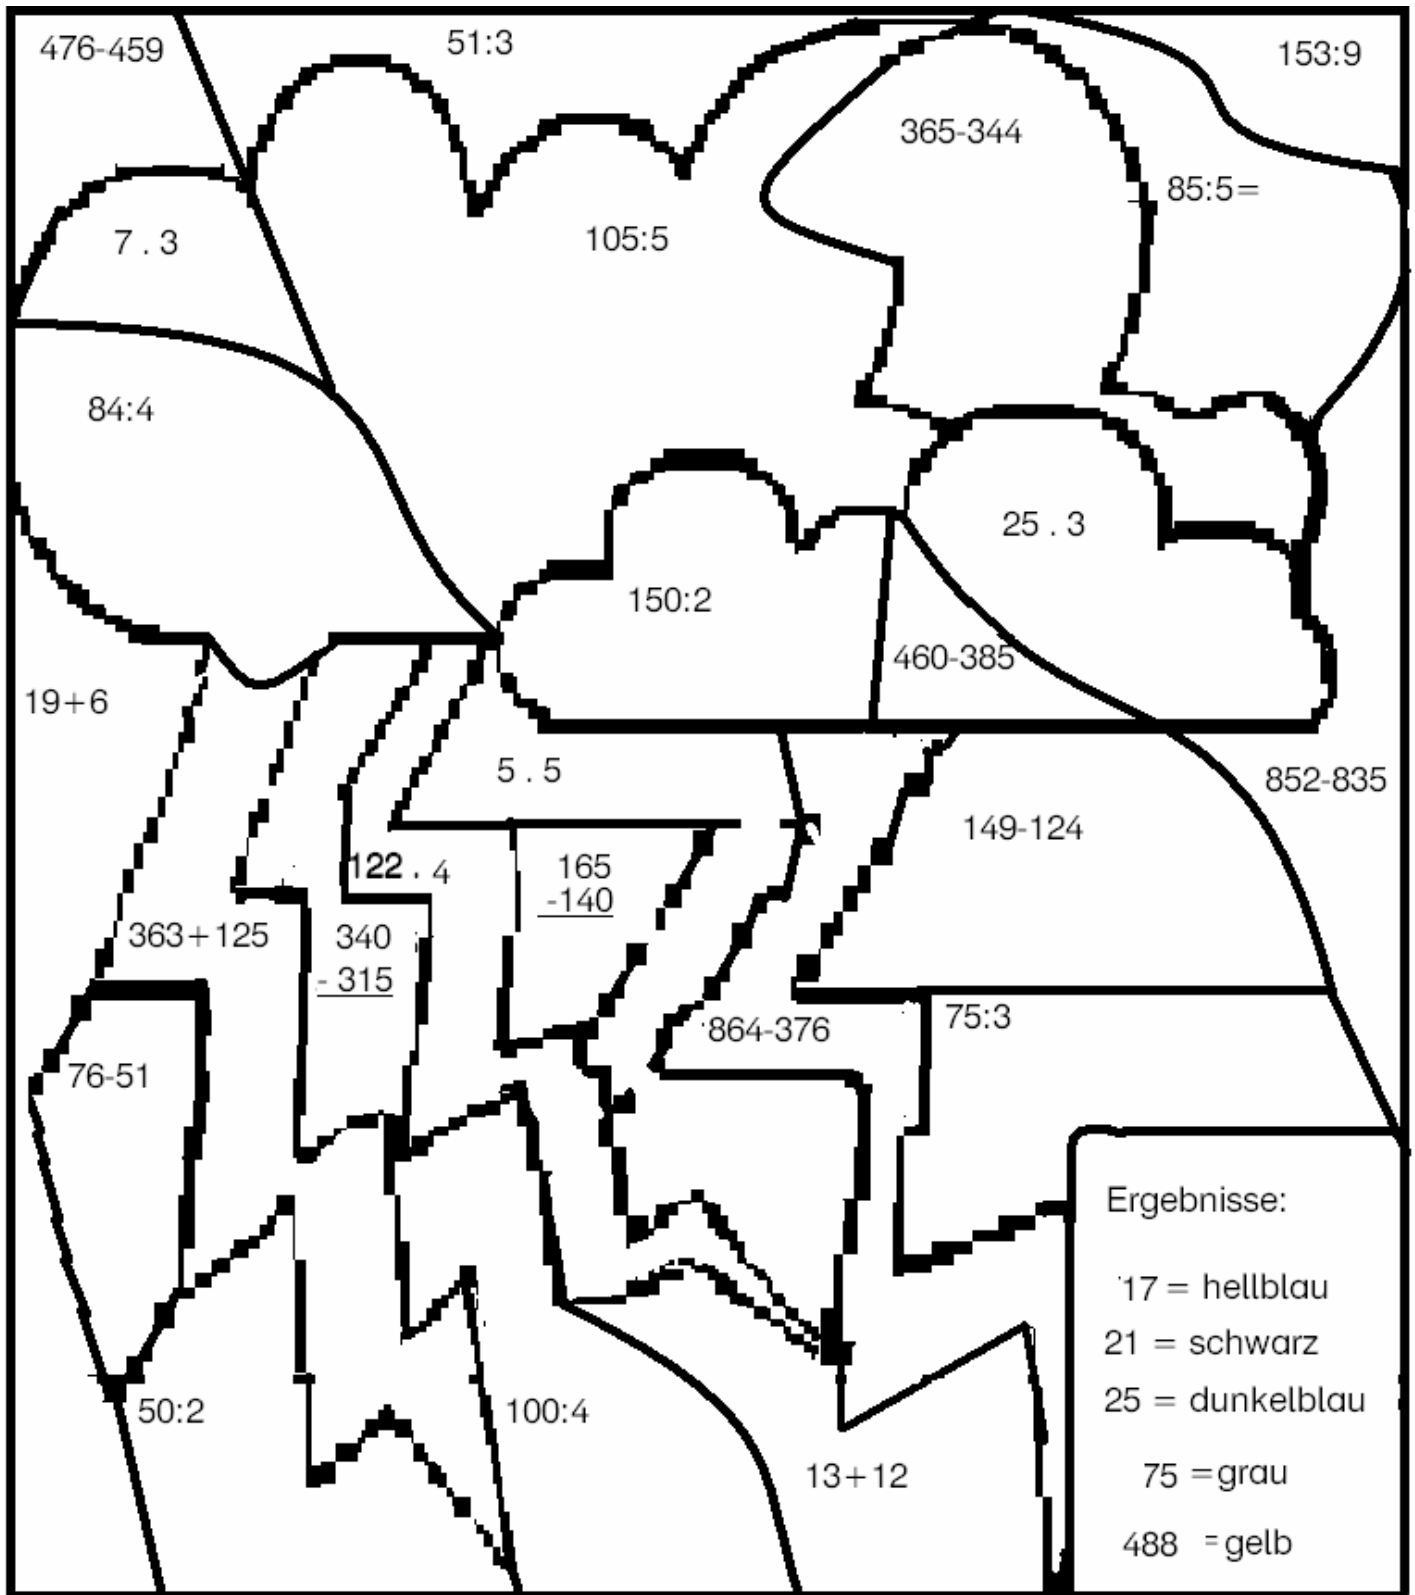 476-459
51:3
153:9
365-344
85:5=
7 . 3
105:5
84:4
25 . 3
150:2
460-385
19+6
5 . 5
852-835
149-124
122 . 4
165
-140
363+125
340
- 315
864-376
75:3
76-51
50:2
100:4
13+12
Ergebnisse:
17 = hellblau
21 = schwarz
25 = dunkelblau
75 =grau
488 =gelb